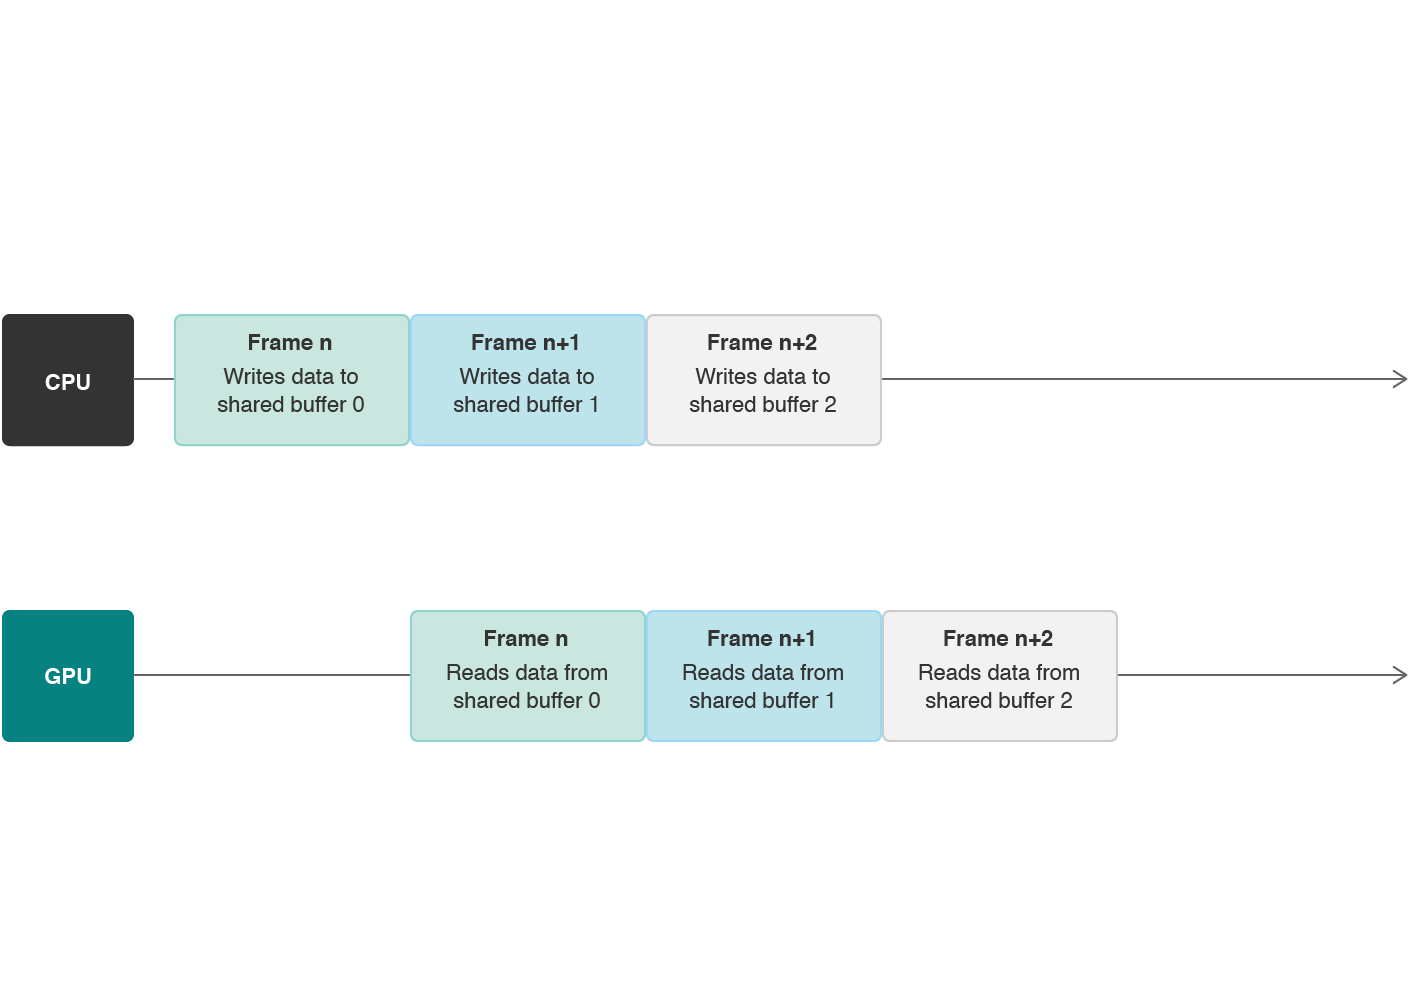 CPU
Frame n
Writes data to
shared buffer 0
Frame n+1
Writes data to
shared buffer 1
Frame n+2
Writes data to
shared buffer 2
GPU
Frame n
Reads data from
shared buffer 0
Frame n+1
Reads data from
shared buffer 1
Frame n+2
Reads data from
shared buffer 2